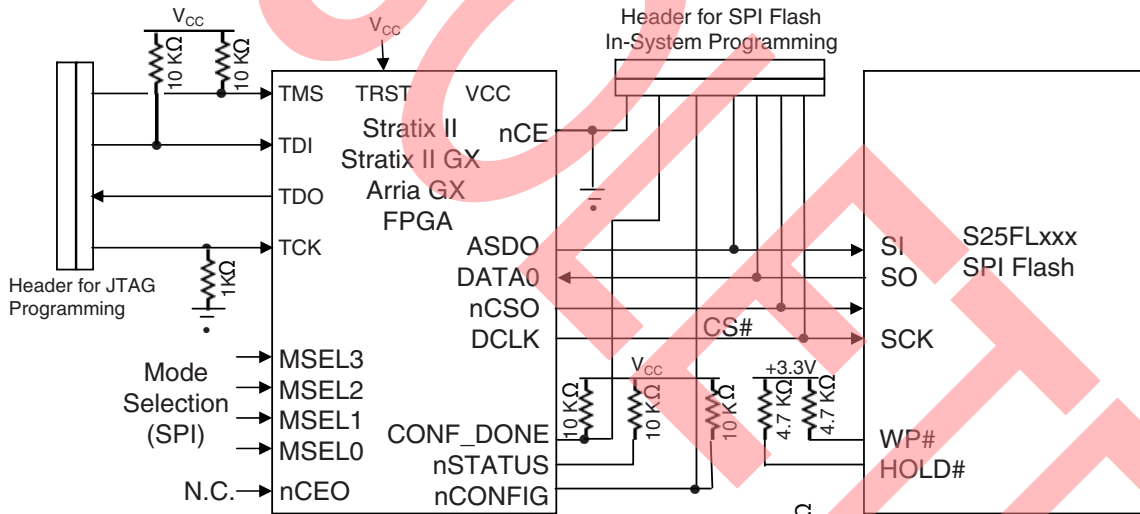 Header for SPI Flash
In-System Programming
VCC
10 KΩ
10 KΩ
VCC
TMS
TRST
VCC
TDI
TDO
TCK
Stratix II
Stratix II GX
Arria GX
FPGA
nCE
ASDO
DATA0
nCSO
DCLK
SI
SO
SCK
S25FLxxx
SPI Flash
CS#
Header for JTAG
Programming
1KΩ
Mode
Selection
(SPI)
MSEL3
MSEL2
MSEL1
MSEL0
N.C.
nCEO
VCC
10 KΩ
10 KΩ
10 KΩ
+3.3V
4.7 KΩ
4.7 KΩ
CONF_DONE
nSTATUS
nCONFIG
WP#
HOLD#
Ω